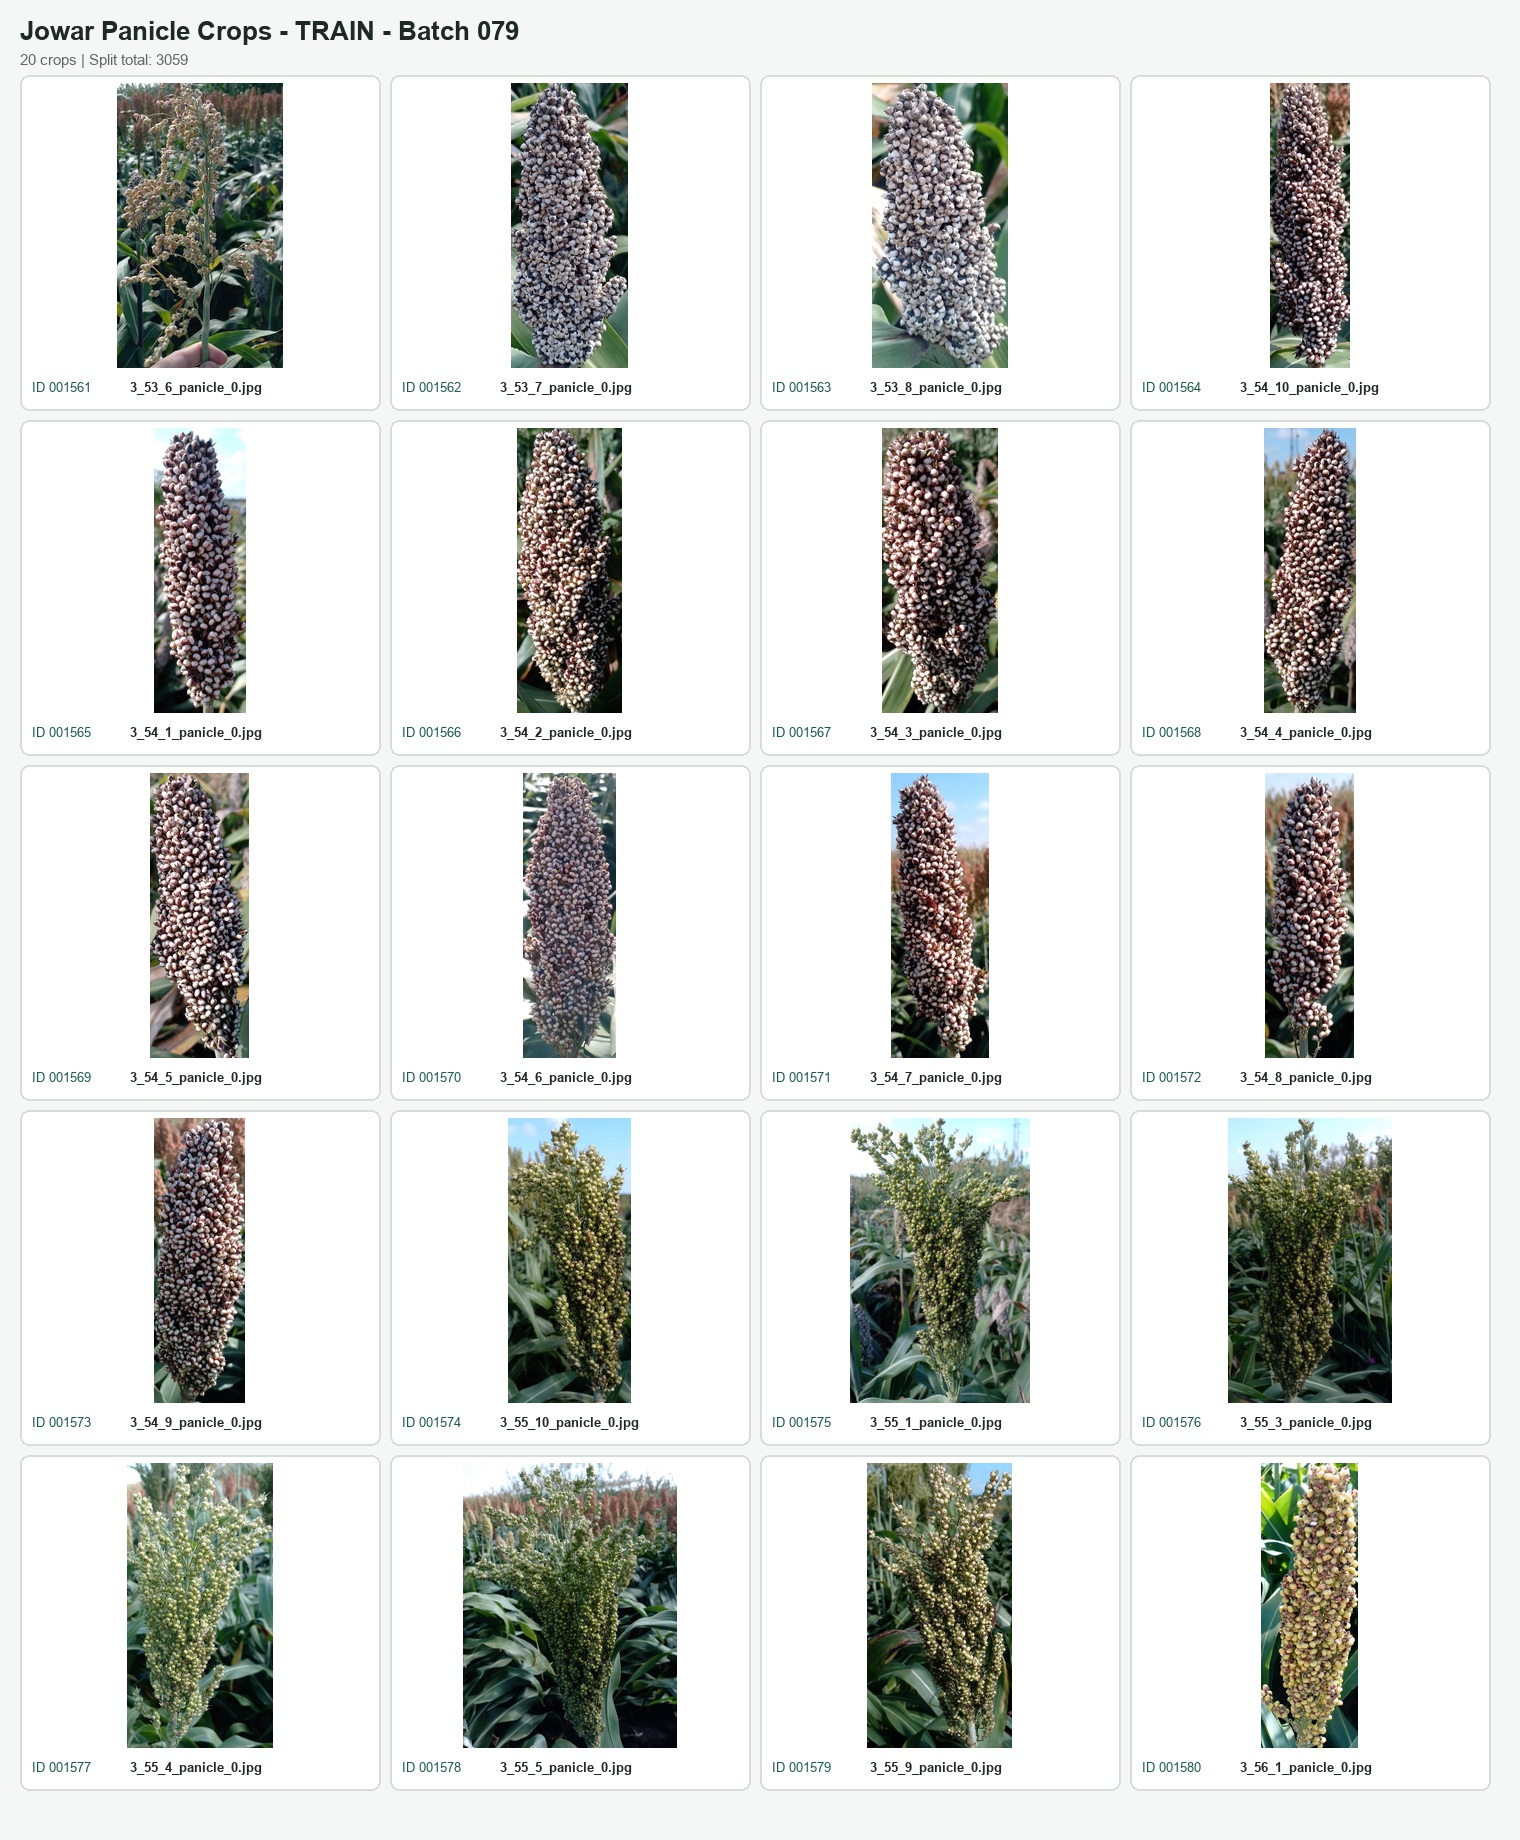 Jowar Panicle Crops - TRAIN - Batch 079
20 crops | Split total: 3059
ID 001561 3_53_6_panicle_0.jpg
ID 001562 3_53_7_panicle_0.jpg
ID 001563 3_53_8_panicle_0.jpg
ID 001564 3_54_10_panicle_0.jpg
ID 001565 3_54_1_panicle_0.jpg
ID 001566 3_54_2_panicle_0.jpg
ID 001567 3_54_3_panicle_0.jpg
ID 001568 3_54_4_panicle_0.jpg
ID 001569 3_54_5_panicle_0.jpg
ID 001570 3_54_6_panicle_0.jpg
ID 001571 3_54_7_panicle_0.jpg
ID 001572 3_54_8_panicle_0.jpg
ID 001573 3_54_9_panicle_0.jpg
ID 001574 3_55_10_panicle_0.jpg
ID 001575 3_55_1_panicle_0.jpg
ID 001576 3_55_3_panicle_0.jpg
ID 001577 3_55_4_panicle_0.jpg
ID 001578 3_55_5_panicle_0.jpg
ID 001579 3_55_9_panicle_0.jpg
ID 001580 3_56_1_panicle_0.jpg